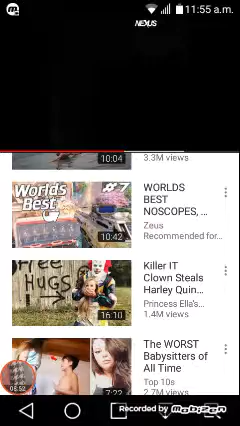 11:55 a.m.
NEXUS
10:04
3.3M views
Worlds
Best
#7
10:42
WORLDS
BEST
NOSCOPES, ...
Zeus
Recommended for...
FREE
HUGS
16:10
Killer IT
Clown Steals
Harley Quin...
Princess Ella's...
1.4M views
7:22
The WORST
Babysitters of
All Time
Top 10s
2.7M views
06:52
Recorded by Mobizen